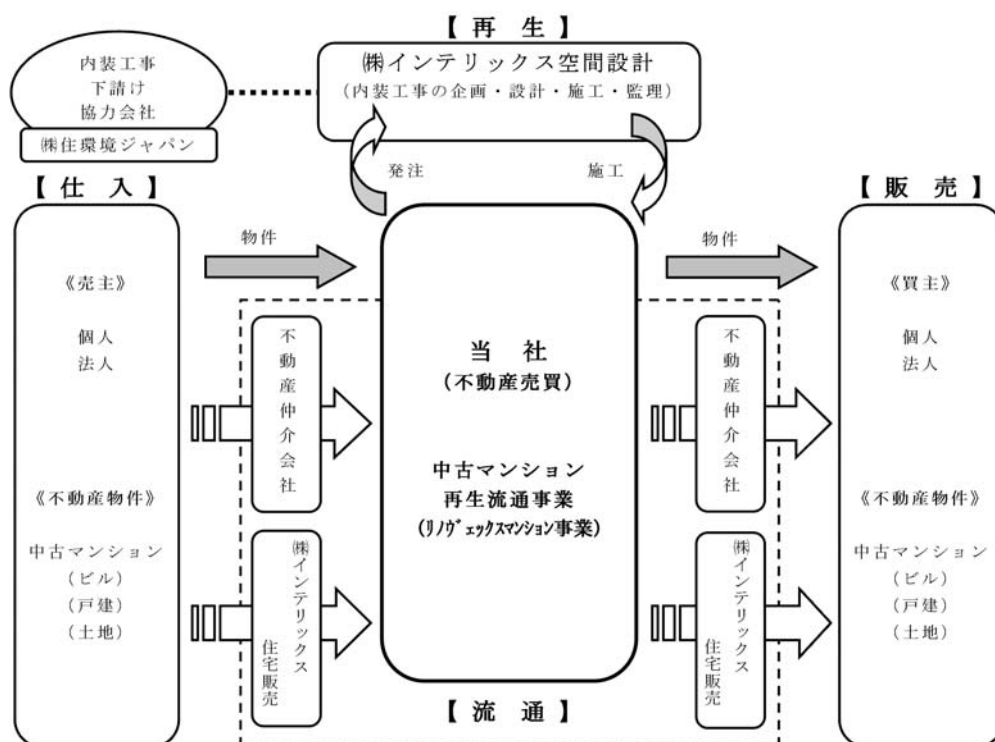 【 再 生 】
㈱インテリックス空間設計
(内装工事の企画・設計・施工・監理)
内装工事
下請け
協力会社
㈱住環境ジャパン
発注
施工
【 仕 入 】
《売主》
個人
法人
《不動産物件》
中古マンション
(ビル)
(戸建)
(土地)
物件
不動産仲介会社
㈱インテリックス
住宅販売
当 社
(不動産売買)
中古マンション
再生流通事業
(リノヴェックスマンション事業)
【 流 通 】
物件
不動産仲介会社
㈱インテリックス
住宅販売
【 販 売 】
《買主》
個人
法人
《不動産物件》
中古マンション
(ビル)
(戸建)
(土地)